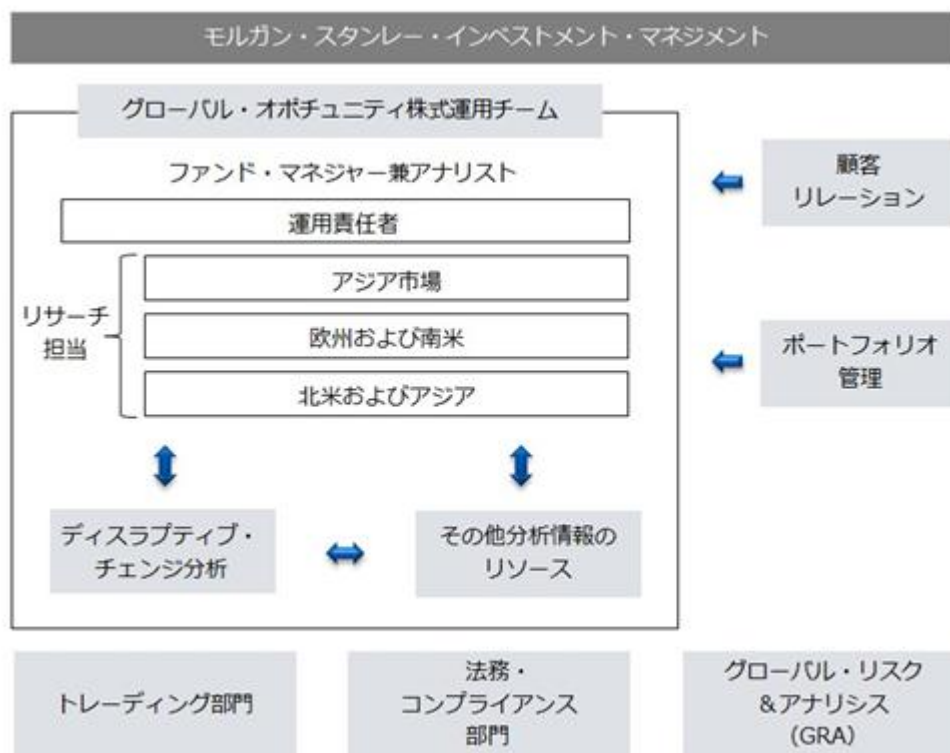 モルガン・スタンレー・インベストメント・マネジメント
グローバル・オポチュニティ株式運用チーム
ファンド・マネジャー兼アナリスト
運用責任者
リサーチ
担当
アジア市場
欧州および南米
北米およびアジア
ディスラプティブ・
チェンジ分析
その他分析情報の
リソース
顧客
リレーション
ポートフォリオ
管理
トレーディング部門
法務・
コンプライアンス
部門
グローバル・リスク
&アナリシス
(GRA)